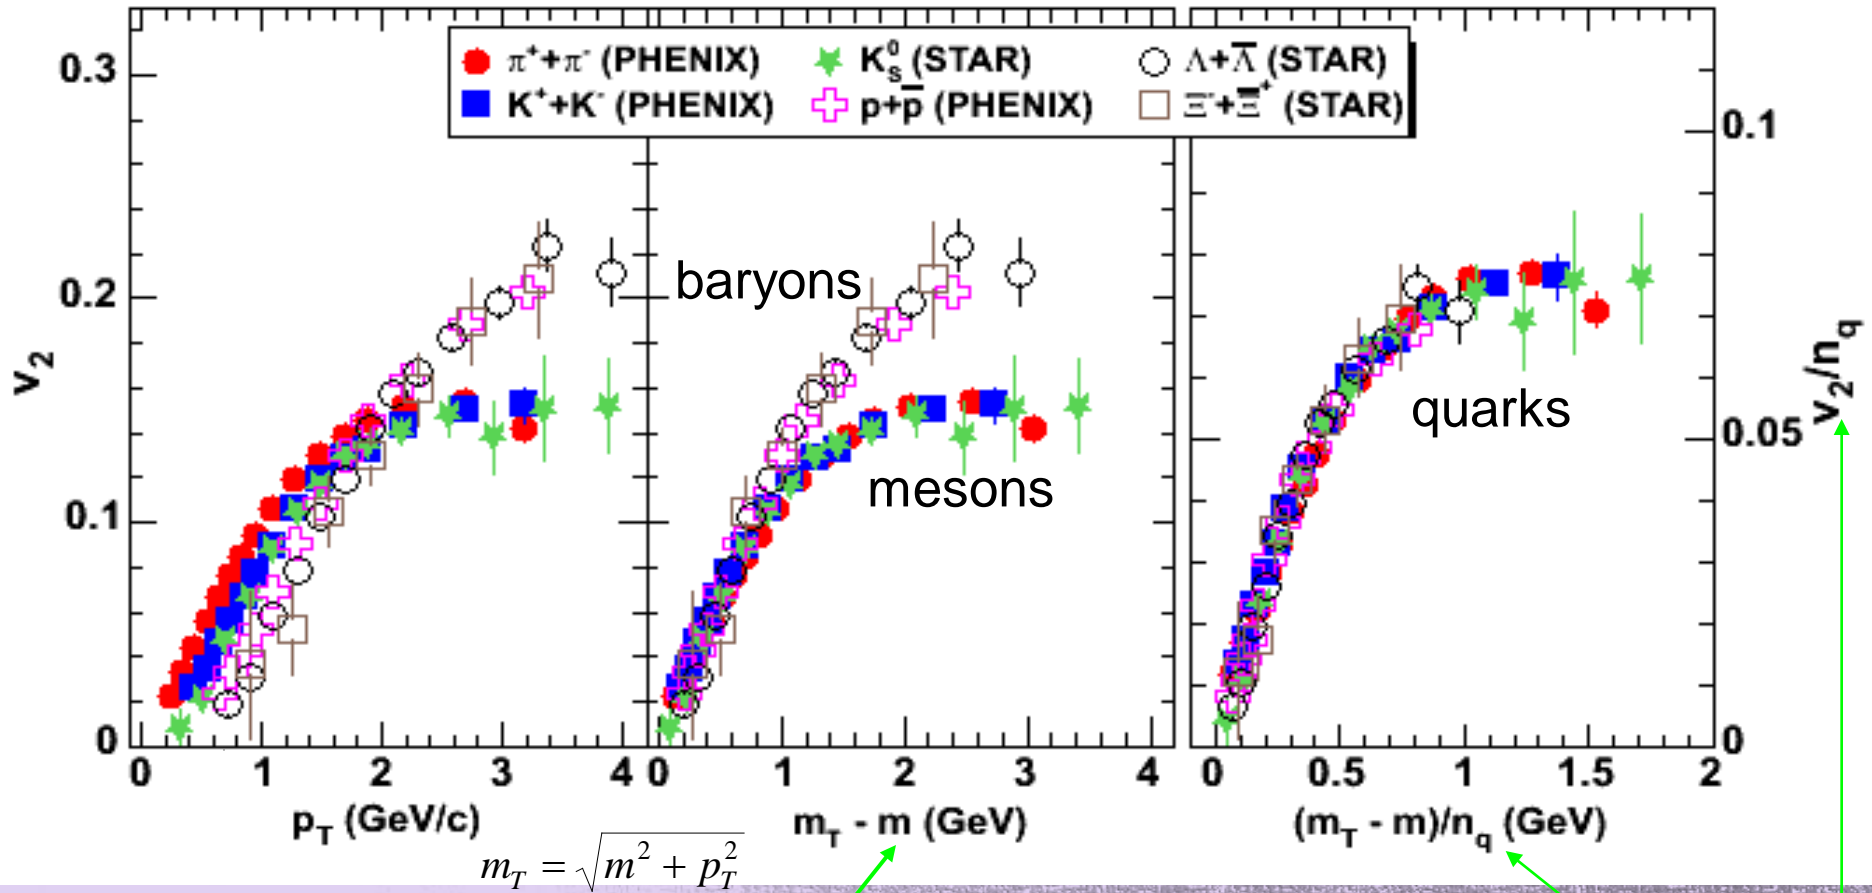 π⁺+π⁻ (PHENIX) K⁰ₛ (STAR) Λ+Λ̅ (STAR)
K⁺+K⁻ (PHENIX) p+p̅ (PHENIX) Ξ⁻+Ξ̅⁺ (STAR)
0.3
0.2
0.1
0
v₂
baryons
mesons
quarks
0.1
0.05
0
v₂/n_q
0 1 2 3 4
0 1 2 3 4
0 0.5 1 1.5 2
p_T (GeV/c)
m_T - m (GeV)
(m_T - m)/n_q (GeV)
m_T = √(m² + p_T²)